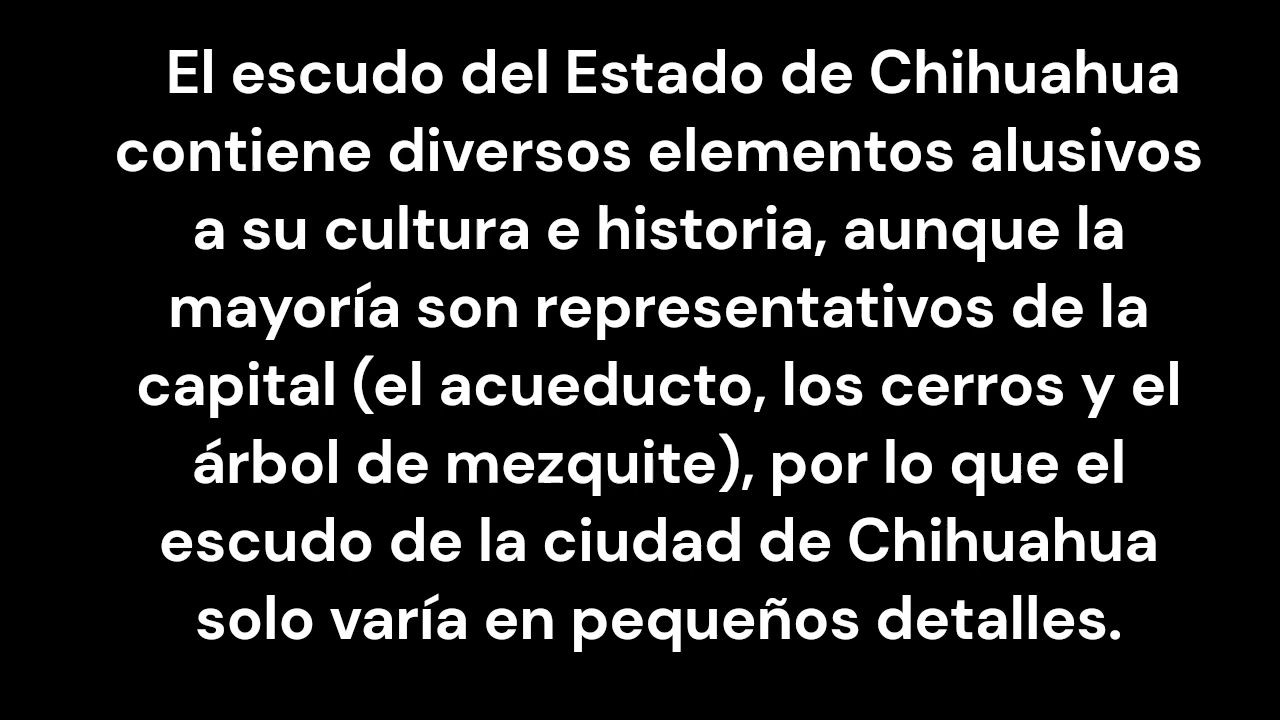 El escudo del Estado de Chihuahua
contiene diversos elementos alusivos
a su cultura e historia, aunque la
mayoría son representativos de la
capital (el acueducto, los cerros y el
árbol de mezquite), por lo que el
escudo de la ciudad de Chihuahua
solo varía en pequeños detalles.